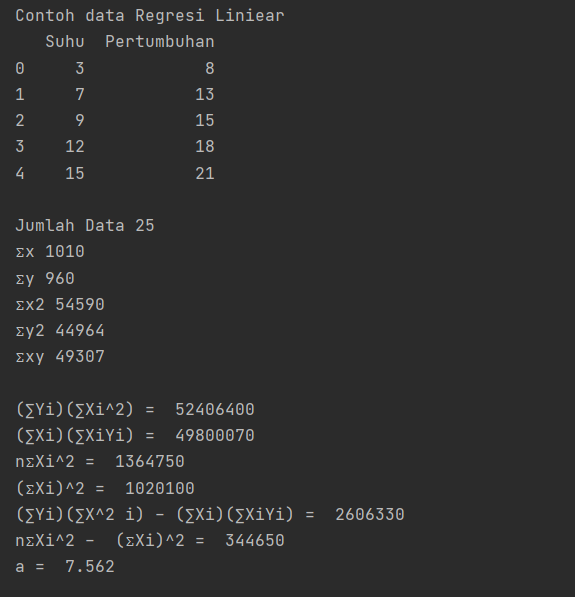 Contoh data Regresi Liniear
Suhu Pertumbuhan
0 3 8
1 7 13
2 9 15
3 12 18
4 15 21
Jumlah Data 25
Σx 1010
Σy 960
Σx2 54590
Σy2 44964
Σxy 49307
(∑Yi)(∑Xi^2) = 52406400
(∑Xi)(∑XiYi) = 49800070
nΣXi^2 = 1364750
(ΣXi)^2 = 1020100
(∑Yi)(∑X^2 i) - (∑Xi)(∑XiYi) = 2606330
nΣXi^2 - (ΣXi)^2 = 344650
a = 7.562